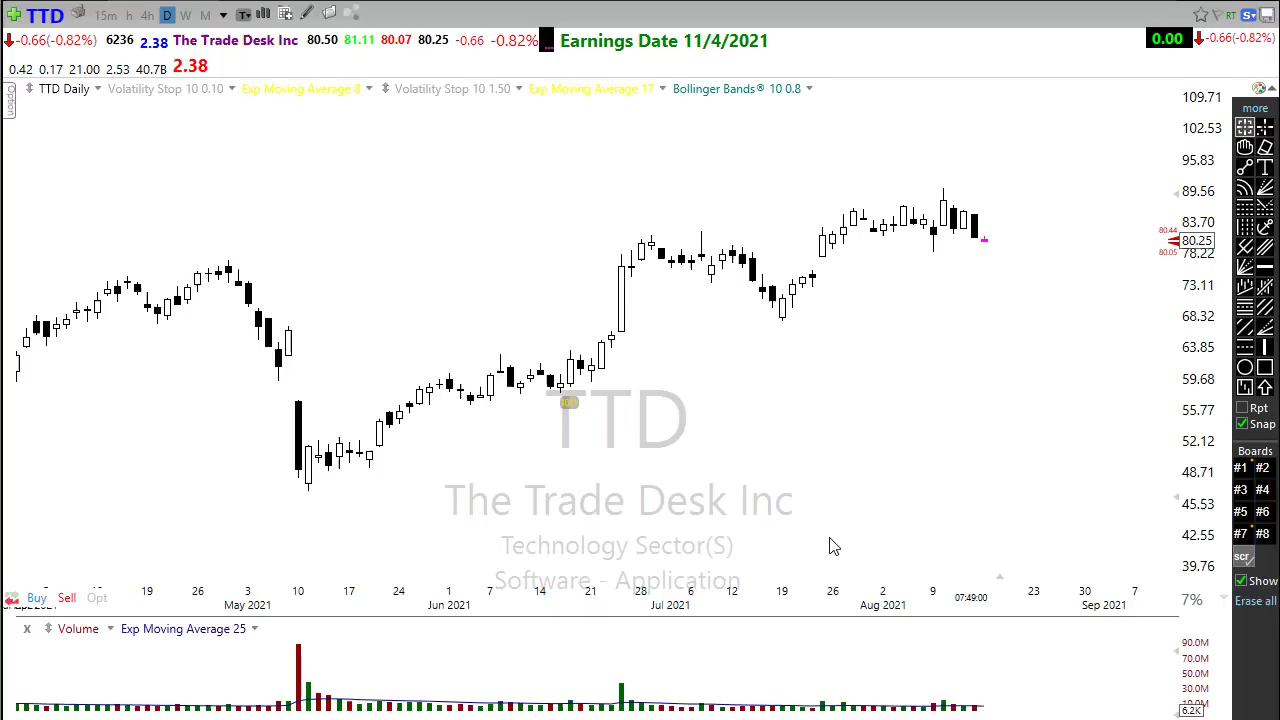 TTD 15m h 4h D W M T RT S
-0.66(-0.82%) 6236 2.38 The Trade Desk Inc 80.50 81.11 80.07 80.25 -0.66 -0.82% Earnings Date 11/4/2021 0.00 -0.66(-0.82%)
0.42 0.17 21.00 2.53 40.7B 2.38
Option TTD Daily Volatility Stop 10 0.10 Exp Moving Average 8 Volatility Stop 10 1.50 Exp Moving Average 17 Bollinger Bands® 10 0.8
109.71
more
102.53
95.83
89.56
83.70
80.44
80.25
80.05
78.22
73.11
68.32
63.85
59.68
55.77
52.12
48.71
45.53
42.55
39.76
TTD
The Trade Desk Inc
Technology Sector(S)
Software - Application
Rpt
Snap
Boards
#1 #2
#3 #4
#5 #6
#7 #8
scr
Show
Erase all
19 26 3 10 17 24 1 7 14 21 28 6 12 19 26 2 9 07:49:00 23 30 7
Buy Sell Opt
May 2021 Jun 2021 Jul 2021 Aug 2021 Sep 2021
7%
X Volume Exp Moving Average 25
90.0M
70.0M
50.0M
30.0M
6.2K